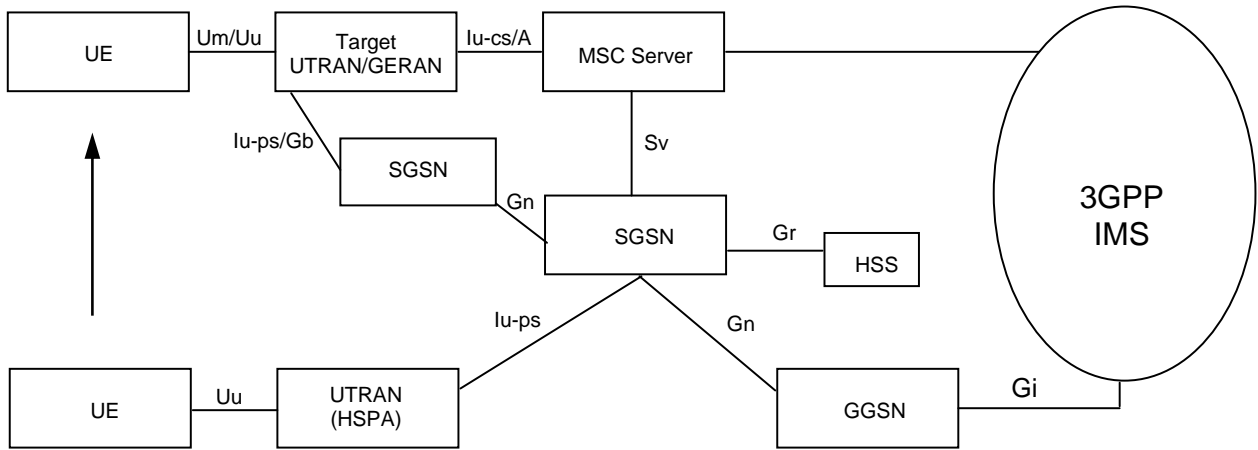 UE
Um/Uu
Target
UTRAN/GERAN
Iu-cs/A
MSC Server
Iu-ps/Gb
SGSN
Gn
Sv
SGSN
Gr
HSS
3GPP
IMS
Iu-ps
Gn
UE
Uu
UTRAN
(HSPA)
GGSN
Gi